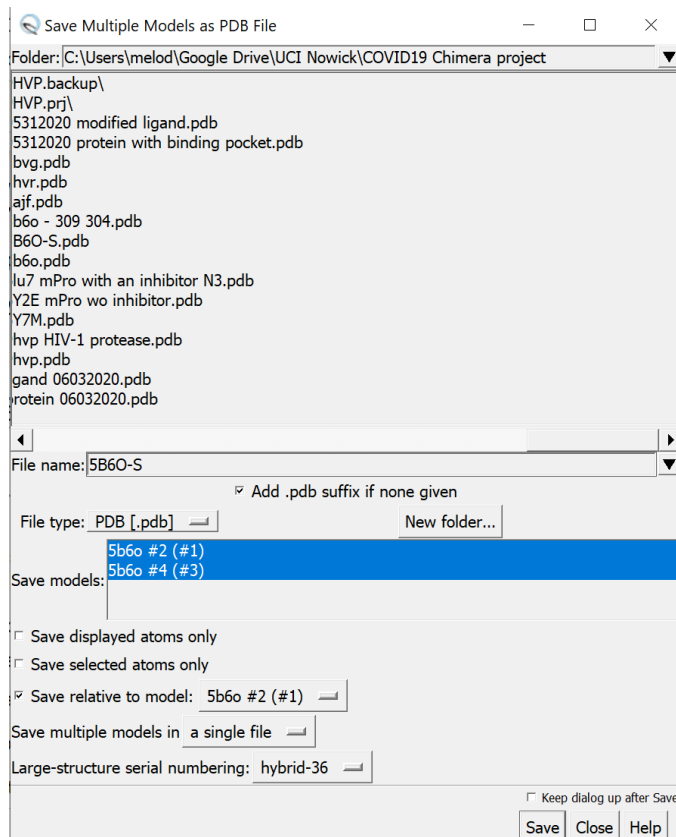 Save Multiple Models as PDB File
Folder: C:\Users\melod\Google Drive\UCI Nowick\COVID19 Chimera project
HVP.backup\
HVP.prj\
5312020 modified ligand.pdb
5312020 protein with binding pocket.pdb
bvg.pdb
hvr.pdb
ajf.pdb
b6o - 309 304.pdb
B6O-S.pdb
b6o.pdb
lu7 mPro with an inhibitor N3.pdb
Y2E mPro wo inhibitor.pdb
Y7M.pdb
hvp HIV-1 protease.pdb
hvp.pdb
gand 06032020.pdb
rotein 06032020.pdb
File name: 5B6O-S
Add .pdb suffix if none given
File type: PDB [.pdb] New folder...
5b6o #2 (#1)
5b6o #4 (#3)
Save models:
Save displayed atoms only
Save selected atoms only
Save relative to model: 5b6o #2 (#1)
Save multiple models in a single file
Large-structure serial numbering: hybrid-36
Keep dialog up after Save
Save Close Help